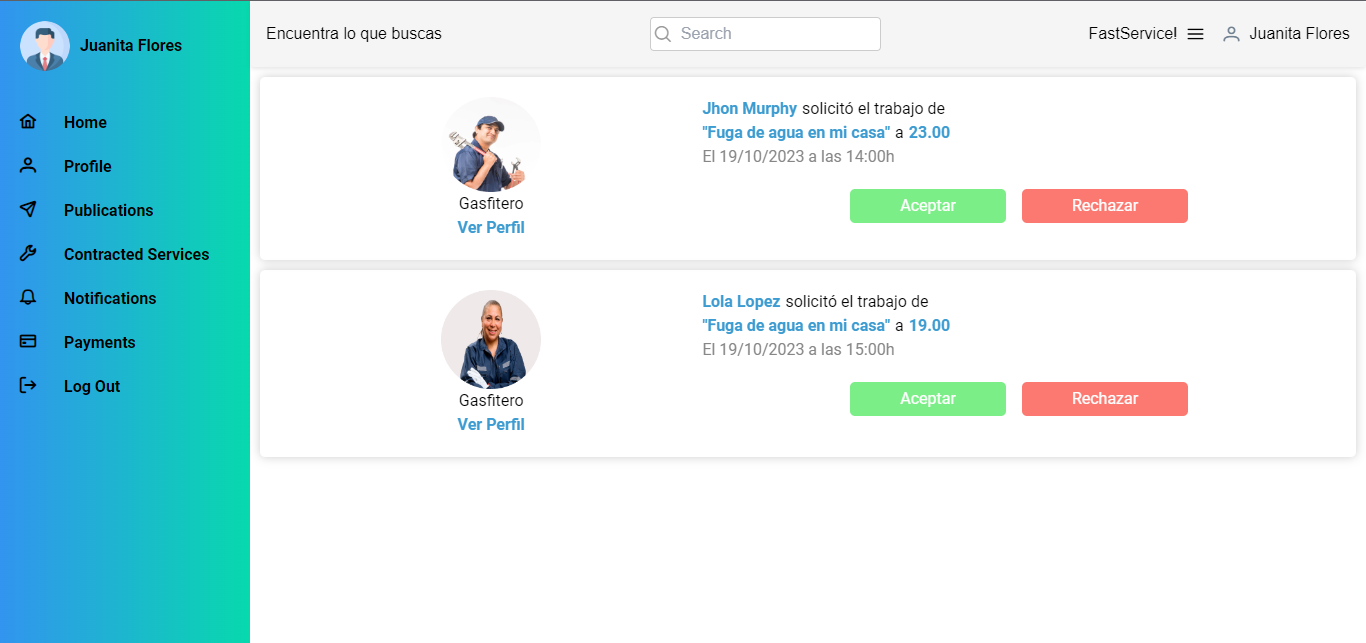 Juanita Flores
Home
Profile
Publications
Contracted Services
Notifications
Payments
Log Out
Encuentra lo que buscas
Search
FastService!
Juanita Flores
Jhon Murphy solicitó el trabajo de
"Fuga de agua en mi casa" a 23.00
El 19/10/2023 a las 14:00h
Gasfitero
Ver Perfil
Aceptar
Rechazar
Lola Lopez solicitó el trabajo de
"Fuga de agua en mi casa" a 19.00
El 19/10/2023 a las 15:00h
Gasfitero
Ver Perfil
Aceptar
Rechazar